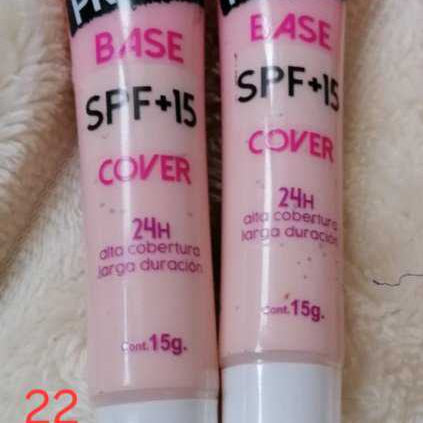 BASE
SPF+15
COVER
24H
alta cobertura
larga duración
Cont.15g.
BASE
SPF+15
COVER
24H
alta cobertura
larga duración
Cont.15g.
22